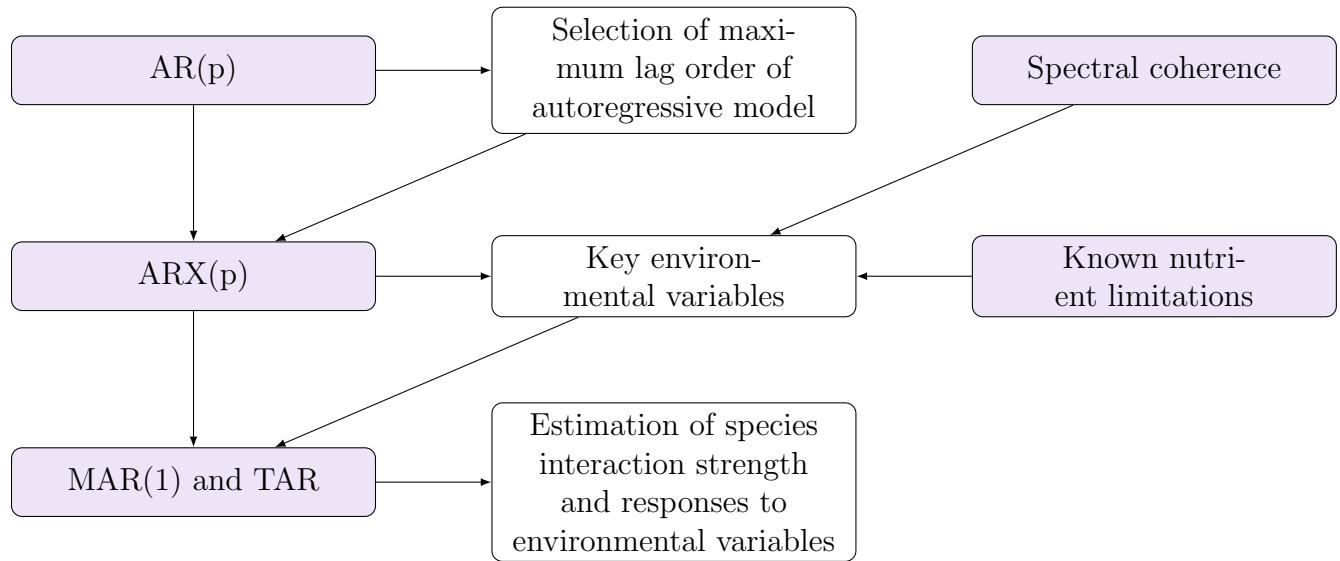 AR(p)
Selection of maxi-
mum lag order of
autoregressive model
Spectral coherence
ARX(p)
Key environ-
mental variables
Known nutri-
ent limitations
MAR(1) and TAR
Estimation of species
interaction strength
and responses to
environmental variables